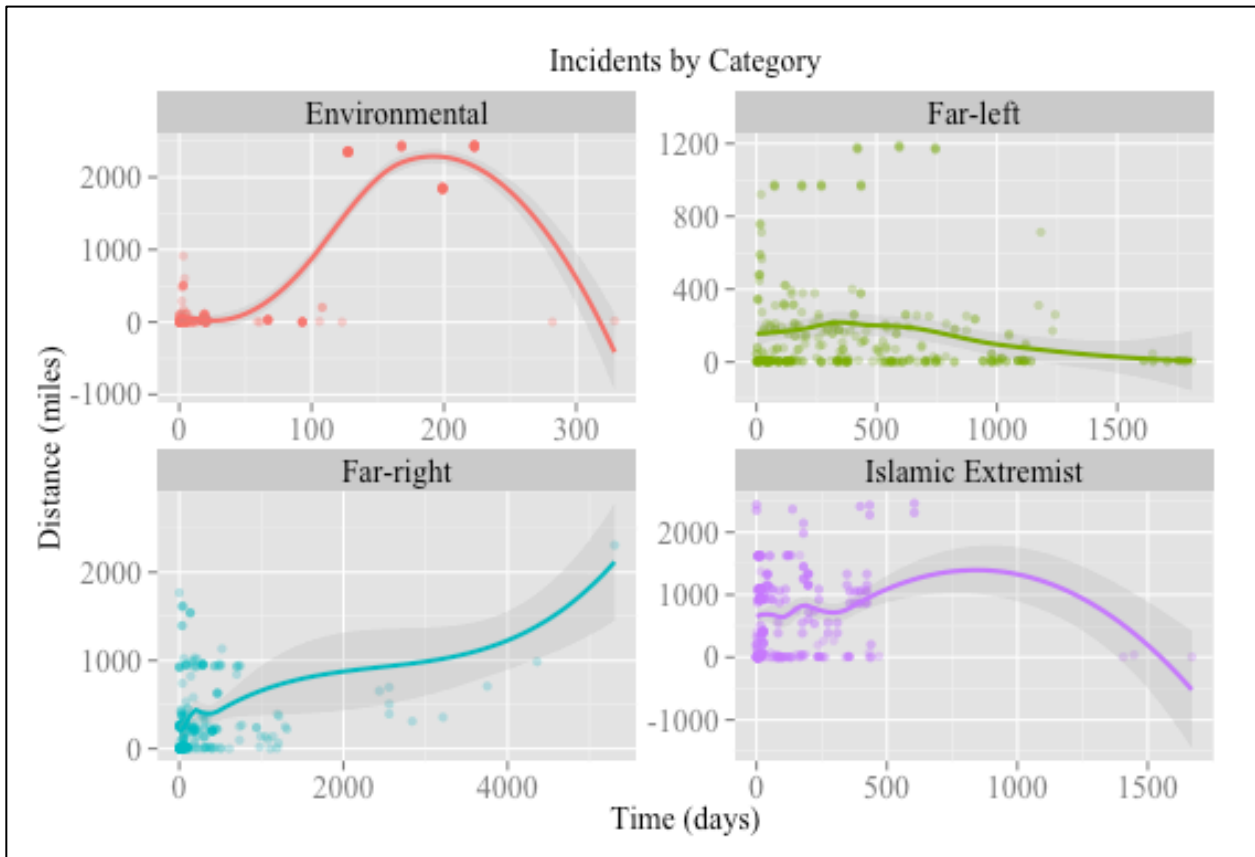 Incidents by Category
Environmental
Far-left
2000
1000
0
-1000
0 100 200 300
1200
800
400
0
0 500 1000 1500
Far-right
Islamic Extremist
2000
1000
0
0 2000 4000
2000
1000
0
-1000
0 500 1000 1500
Distance (miles)
Time (days)